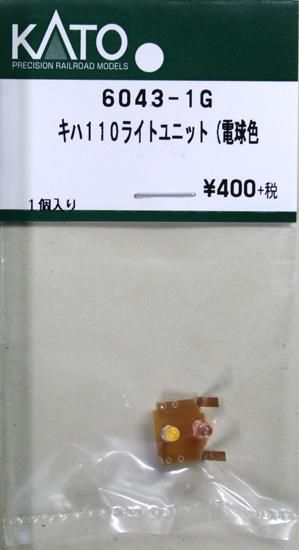 KATO
PRECISION RAILROAD MODELS
6043-1G
キハ110ライトユニット(電球色
¥400+税
1個入り